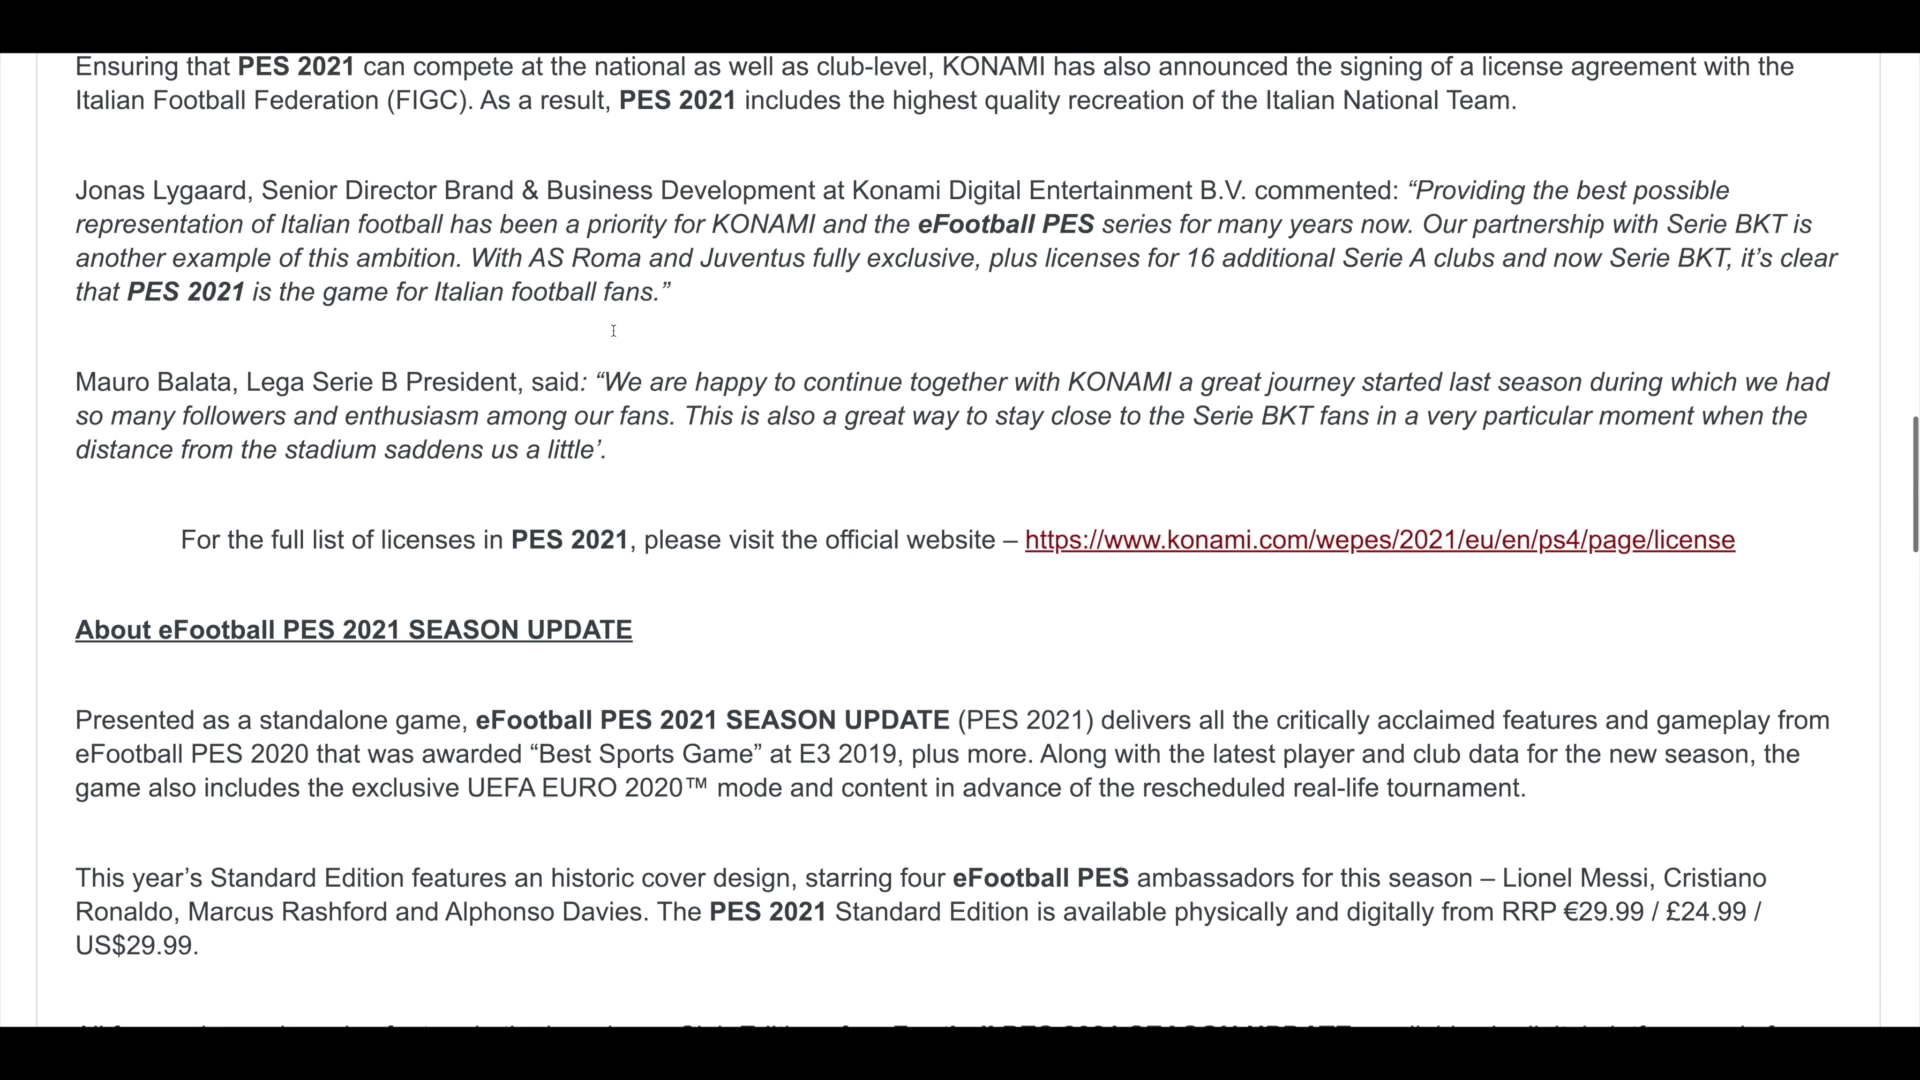 Ensuring that PES 2021 can compete at the national as well as club-level, KONAMI has also announced the signing of a license agreement with the
Italian Football Federation (FIGC). As a result, PES 2021 includes the highest quality recreation of the Italian National Team.
Jonas Lygaard, Senior Director Brand & Business Development at Konami Digital Entertainment B.V. commented: “Providing the best possible
representation of Italian football has been a priority for KONAMI and the eFootball PES series for many years now. Our partnership with Serie BKT is
another example of this ambition. With AS Roma and Juventus fully exclusive, plus licenses for 16 additional Serie A clubs and now Serie BKT, it’s clear
that PES 2021 is the game for Italian football fans.”
Mauro Balata, Lega Serie B President, said: “We are happy to continue together with KONAMI a great journey started last season during which we had
so many followers and enthusiasm among our fans. This is also a great way to stay close to the Serie BKT fans in a very particular moment when the
distance from the stadium saddens us a little’.
For the full list of licenses in PES 2021, please visit the official website – https://www.konami.com/wepes/2021/eu/en/ps4/page/license
About eFootball PES 2021 SEASON UPDATE
Presented as a standalone game, eFootball PES 2021 SEASON UPDATE (PES 2021) delivers all the critically acclaimed features and gameplay from
eFootball PES 2020 that was awarded “Best Sports Game” at E3 2019, plus more. Along with the latest player and club data for the new season, the
game also includes the exclusive UEFA EURO 2020™ mode and content in advance of the rescheduled real-life tournament.
This year’s Standard Edition features an historic cover design, starring four eFootball PES ambassadors for this season – Lionel Messi, Cristiano
Ronaldo, Marcus Rashford and Alphonso Davies. The PES 2021 Standard Edition is available physically and digitally from RRP €29.99 / £24.99 /
US$29.99.